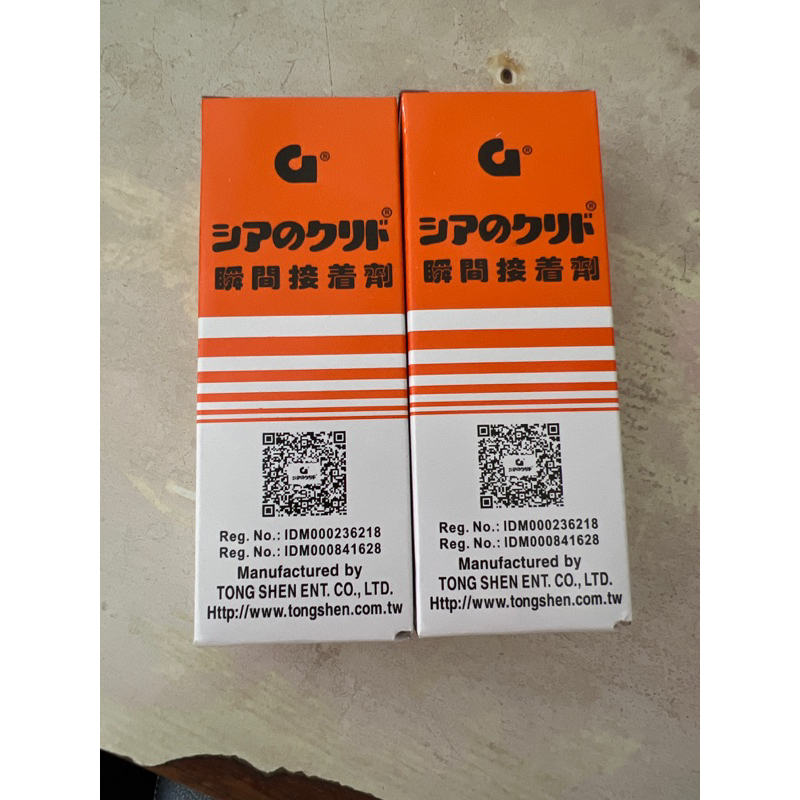 ®
シアのクリド®
瞬間接着劑
Reg. No.: IDM000236218
Reg. No.: IDM000841628
Manufactured by
TONG SHEN ENT. CO., LTD.
Http://www.tongshen.com.tw
®
シアのクリド®
瞬間接着劑
Reg. No.: IDM000236218
Reg. No.: IDM000841628
Manufactured by
TONG SHEN ENT. CO., LTD.
Http://www.tongshen.com.tw